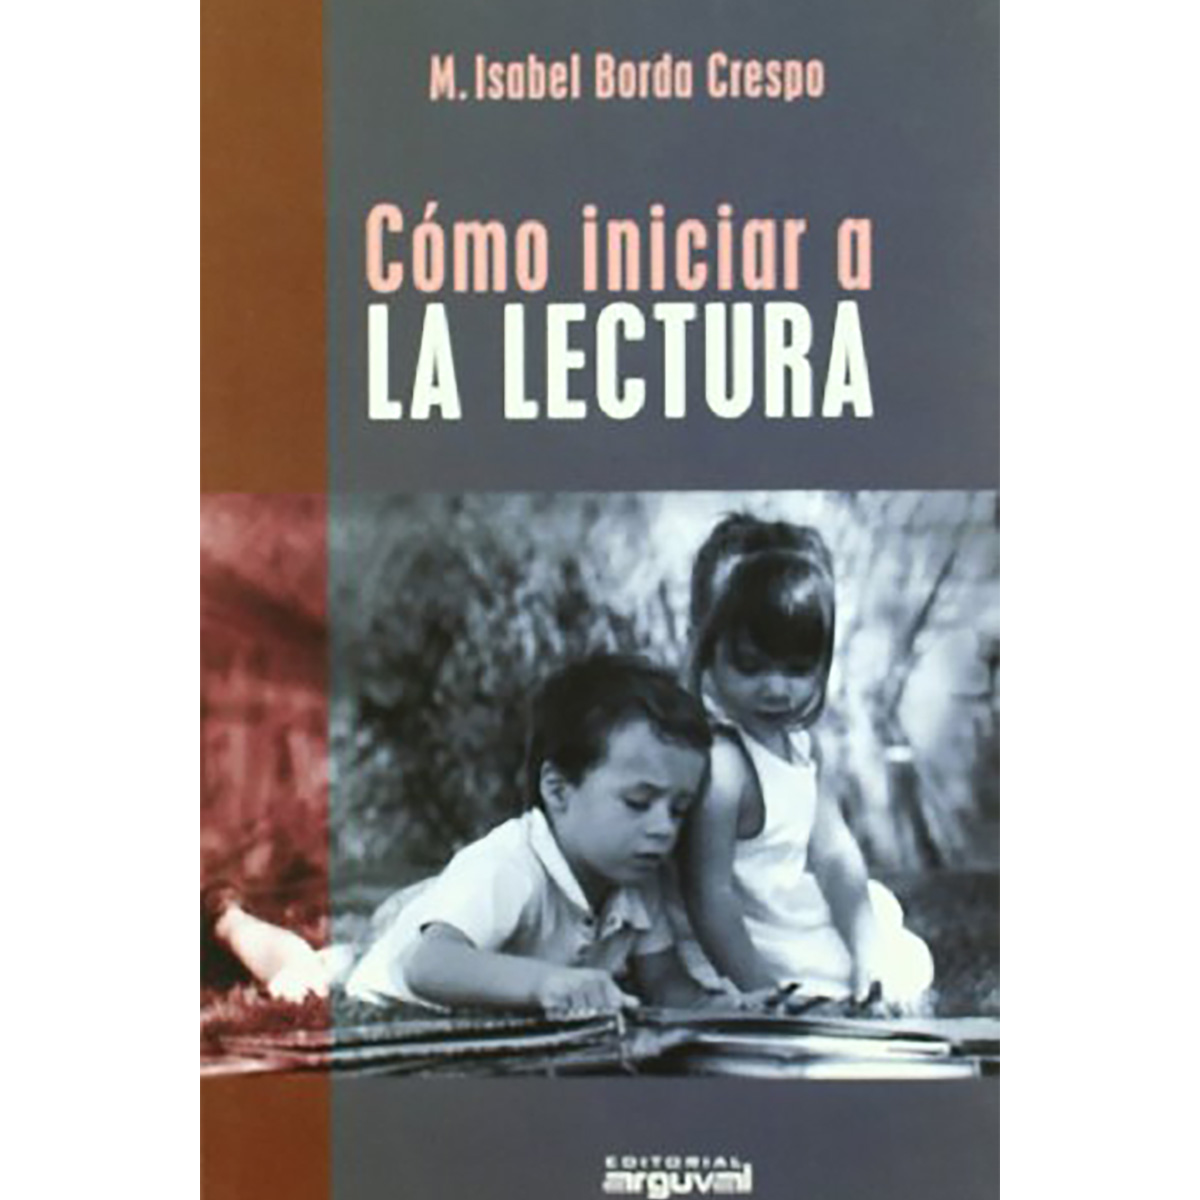 M. Isabel Borda Crespo
Cómo iniciar a
LA LECTURA
EDITORIAL
arguval